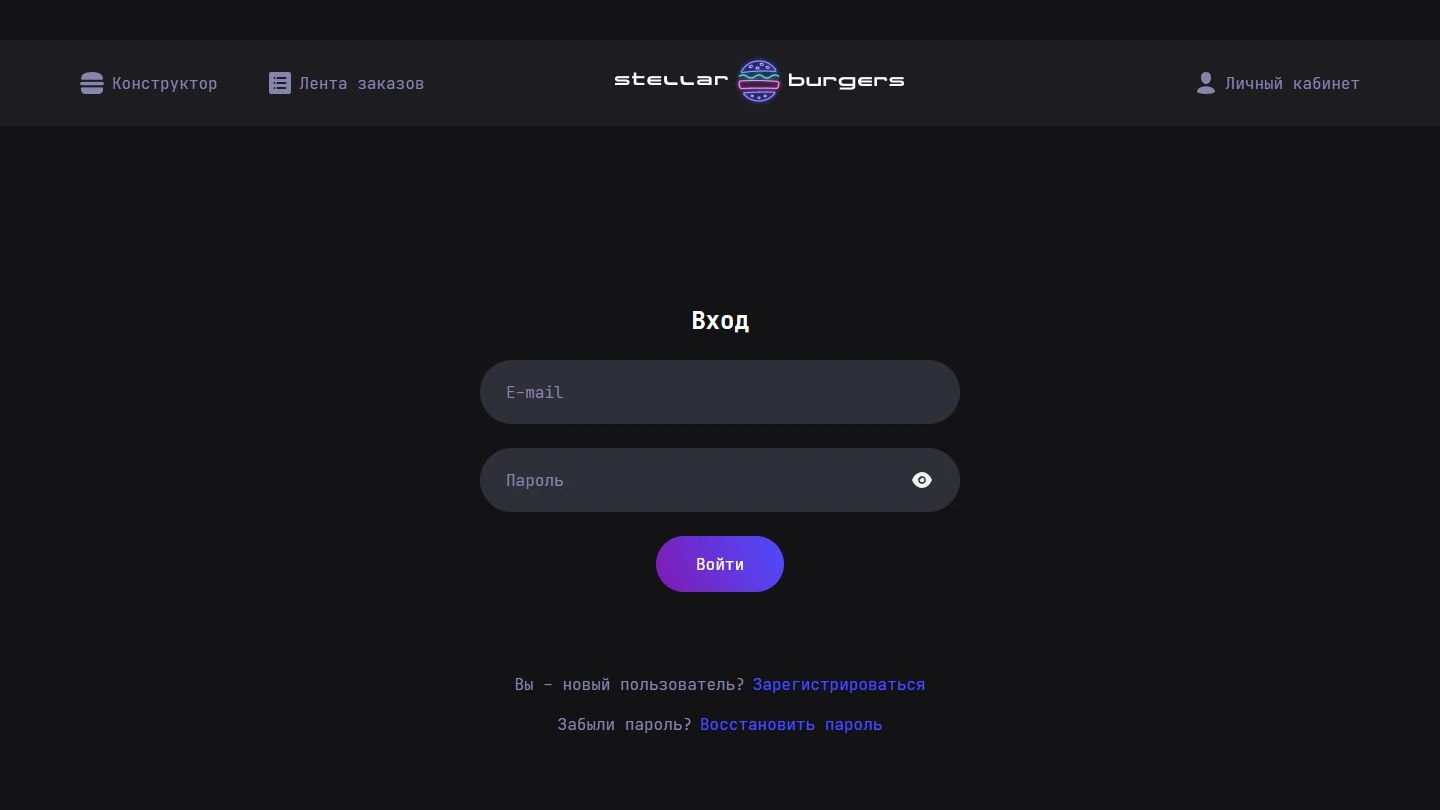 Конструктор
Лента заказов
stellar burgers
Личный кабинет
Вход
E-mail
Пароль
Войти
Вы – новый пользователь? Зарегистрироваться
Забыли пароль? Восстановить пароль